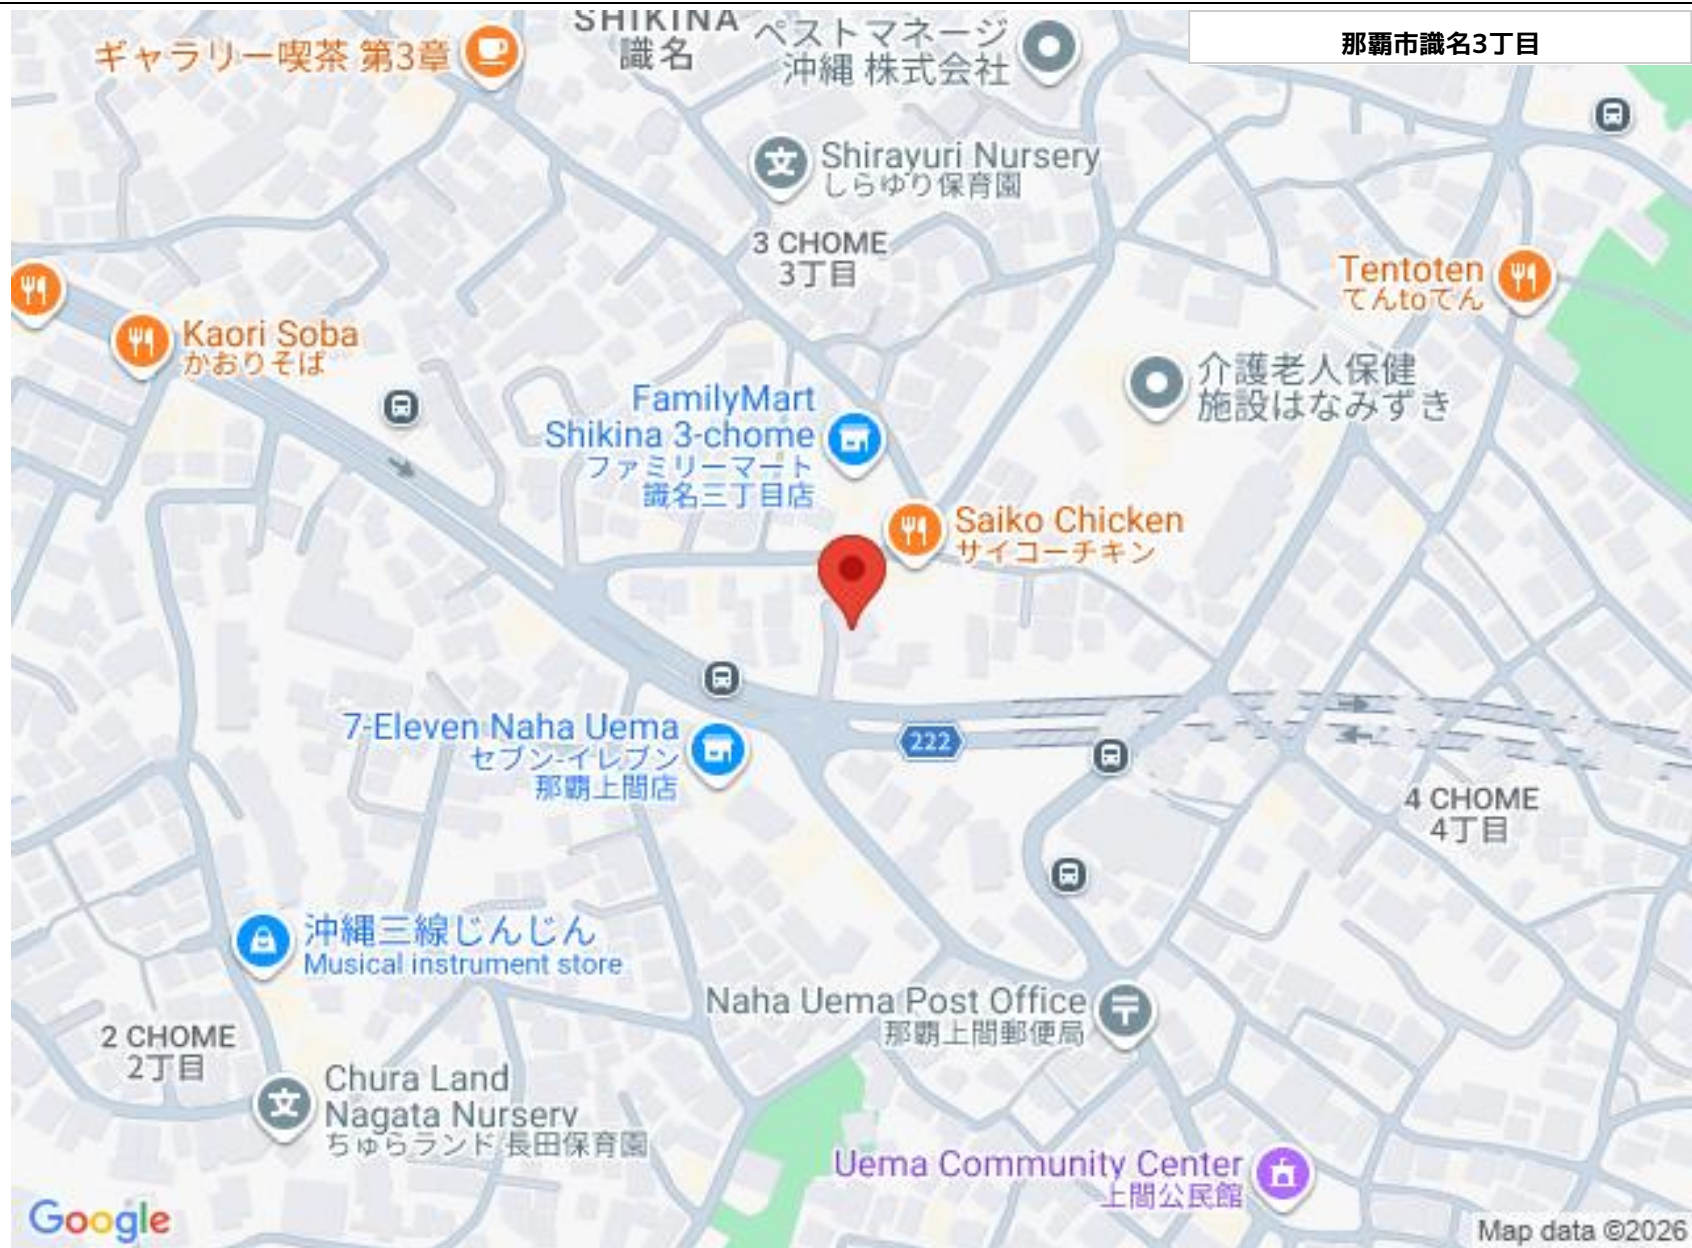 那覇市識名3丁目
SHIKINA
識名
ギャラリー喫茶 第3章
ペストマネージ
沖縄 株式会社
Shirayuri Nursery
しらゆり保育園
3 CHOME
3丁目
Tentoten
てんtoてん
Kaori Soba
かおりそば
介護老人保健
施設はなみずき
FamilyMart
Shikina 3-chome
ファミリーマート
識名三丁目店
Saiko Chicken
サイコーチキン
7-Eleven Naha Uema
セブン-イレブン
那覇上間店
222
4 CHOME
4丁目
沖縄三線じんじん
Musical instrument store
Naha Uema Post Office
那覇上間郵便局
2 CHOME
2丁目
Chura Land
Nagata Nursery
ちゅらランド 長田保育園
Uema Community Center
上間公民館
Google
Map data ©2026